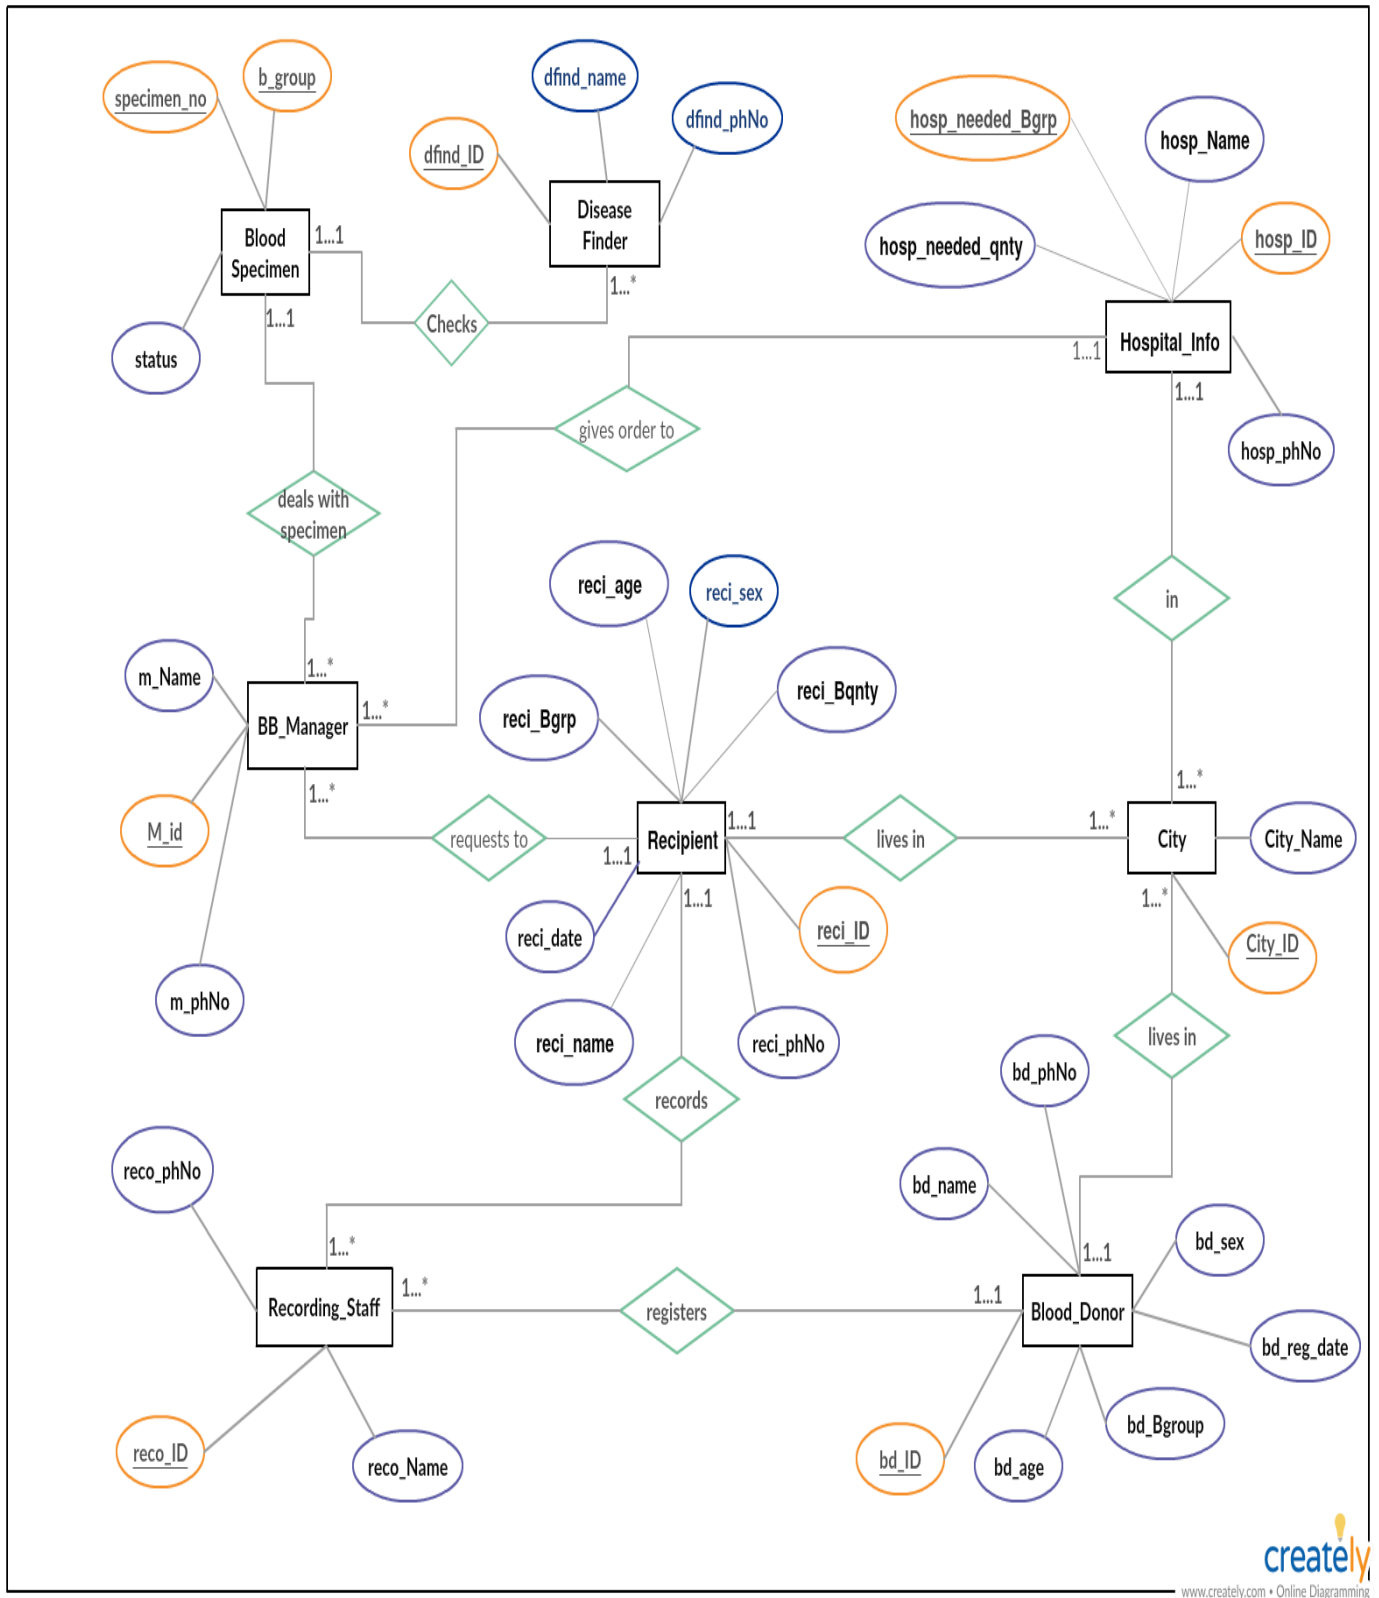 b_group
specimen_no
dfind_name
dfind_phNo
dfind_ID
hosp_needed_Bgrp
hosp_Name
hosp_needed_qnty
hosp_ID
Disease
Finder
Blood
Specimen
1...1
1...*
1...1
Checks
status
Hospital_Info
1...1
1...1
gives order to
hosp_phNo
deals with
specimen
reci_age
reci_sex
in
1...*
m_Name
reci_Bqnty
BB_Manager
1...*
reci_Bgrp
1...*
1...*
M_id
requests to
1...1
Recipient
1...1
lives in
1...*
City
City_Name
1...1
1...*
reci_date
reci_ID
City_ID
m_phNo
reci_name
reci_phNo
lives in
bd_phNo
records
reco_phNo
bd_name
1...*
1...1
bd_sex
Recording_Staff
1...*
registers
1...1
Blood_Donor
bd_reg_date
bd_Bgroup
reco_ID
reco_Name
bd_ID
bd_age
creately
www.creately.com • Online Diagramming